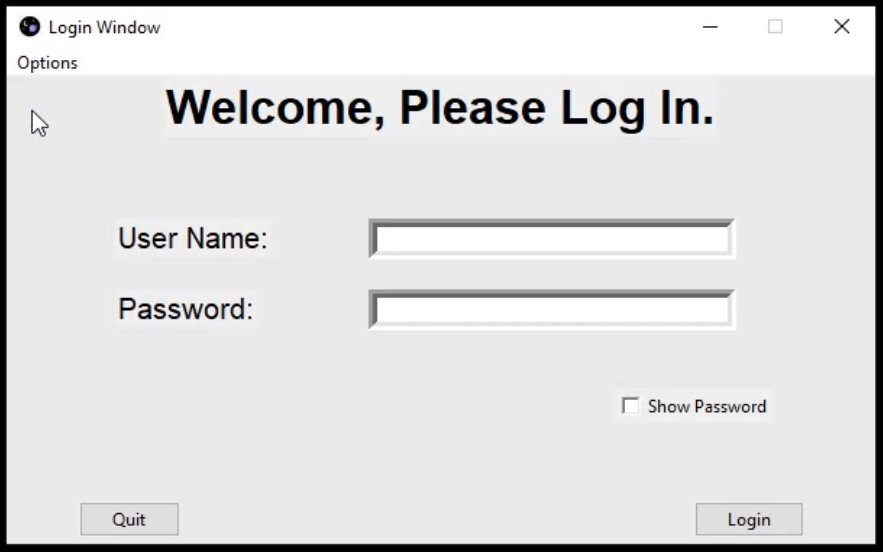 Login Window
Options
Welcome, Please Log In.
User Name:
Password:
Show Password
Quit
Login